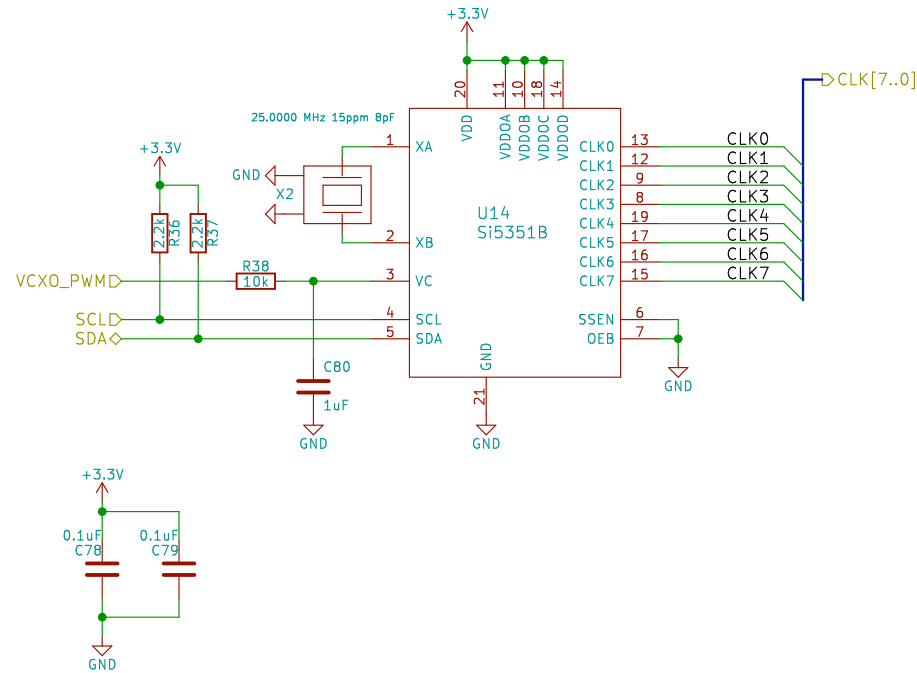 +3.3V
20
11
10
18
14
VDD
VDDOA
VDDOB
VDDOC
VDDOD
CLK[7..0]
25.0000 MHz 15ppm 8pF
1
XA
CLK0
13
CLK0
CLK1
12
CLK1
CLK2
9
CLK2
CLK3
8
CLK3
CLK4
19
CLK4
CLK5
17
CLK5
CLK6
16
CLK6
CLK7
15
CLK7
+3.3V
GND
X2
U14
Si5351B
2.2k
R36
2.2k
R37
2
XB
R38
10k
VCXO_PWM
3
VC
SCL
4
SCL
SDA
5
SDA
SSEN
6
OEB
7
GND
GND
21
GND
C80
1uF
GND
+3.3V
0.1uF
C78
0.1uF
C79
GND